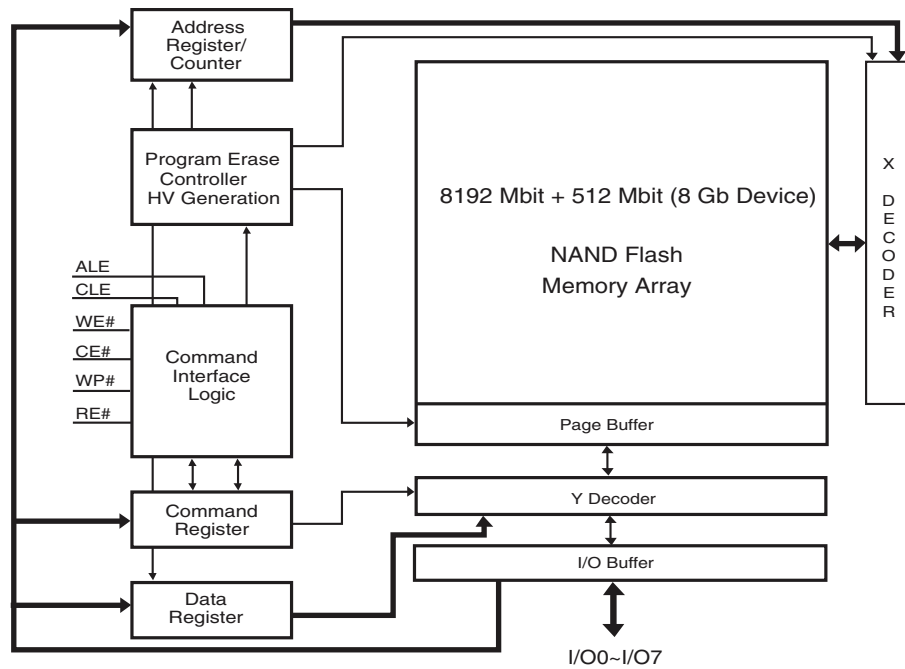 Address
Register/
Counter
Program Erase
Controller
HV Generation
ALE
CLE
WE#
CE#
WP#
RE#
Command
Interface
Logic
Command
Register
Data
Register
8192 Mbit + 512 Mbit (8 Gb Device)
NAND Flash
Memory Array
Page Buffer
Y Decoder
I/O Buffer
I/O0~I/O7
X
D
E
C
O
D
E
R